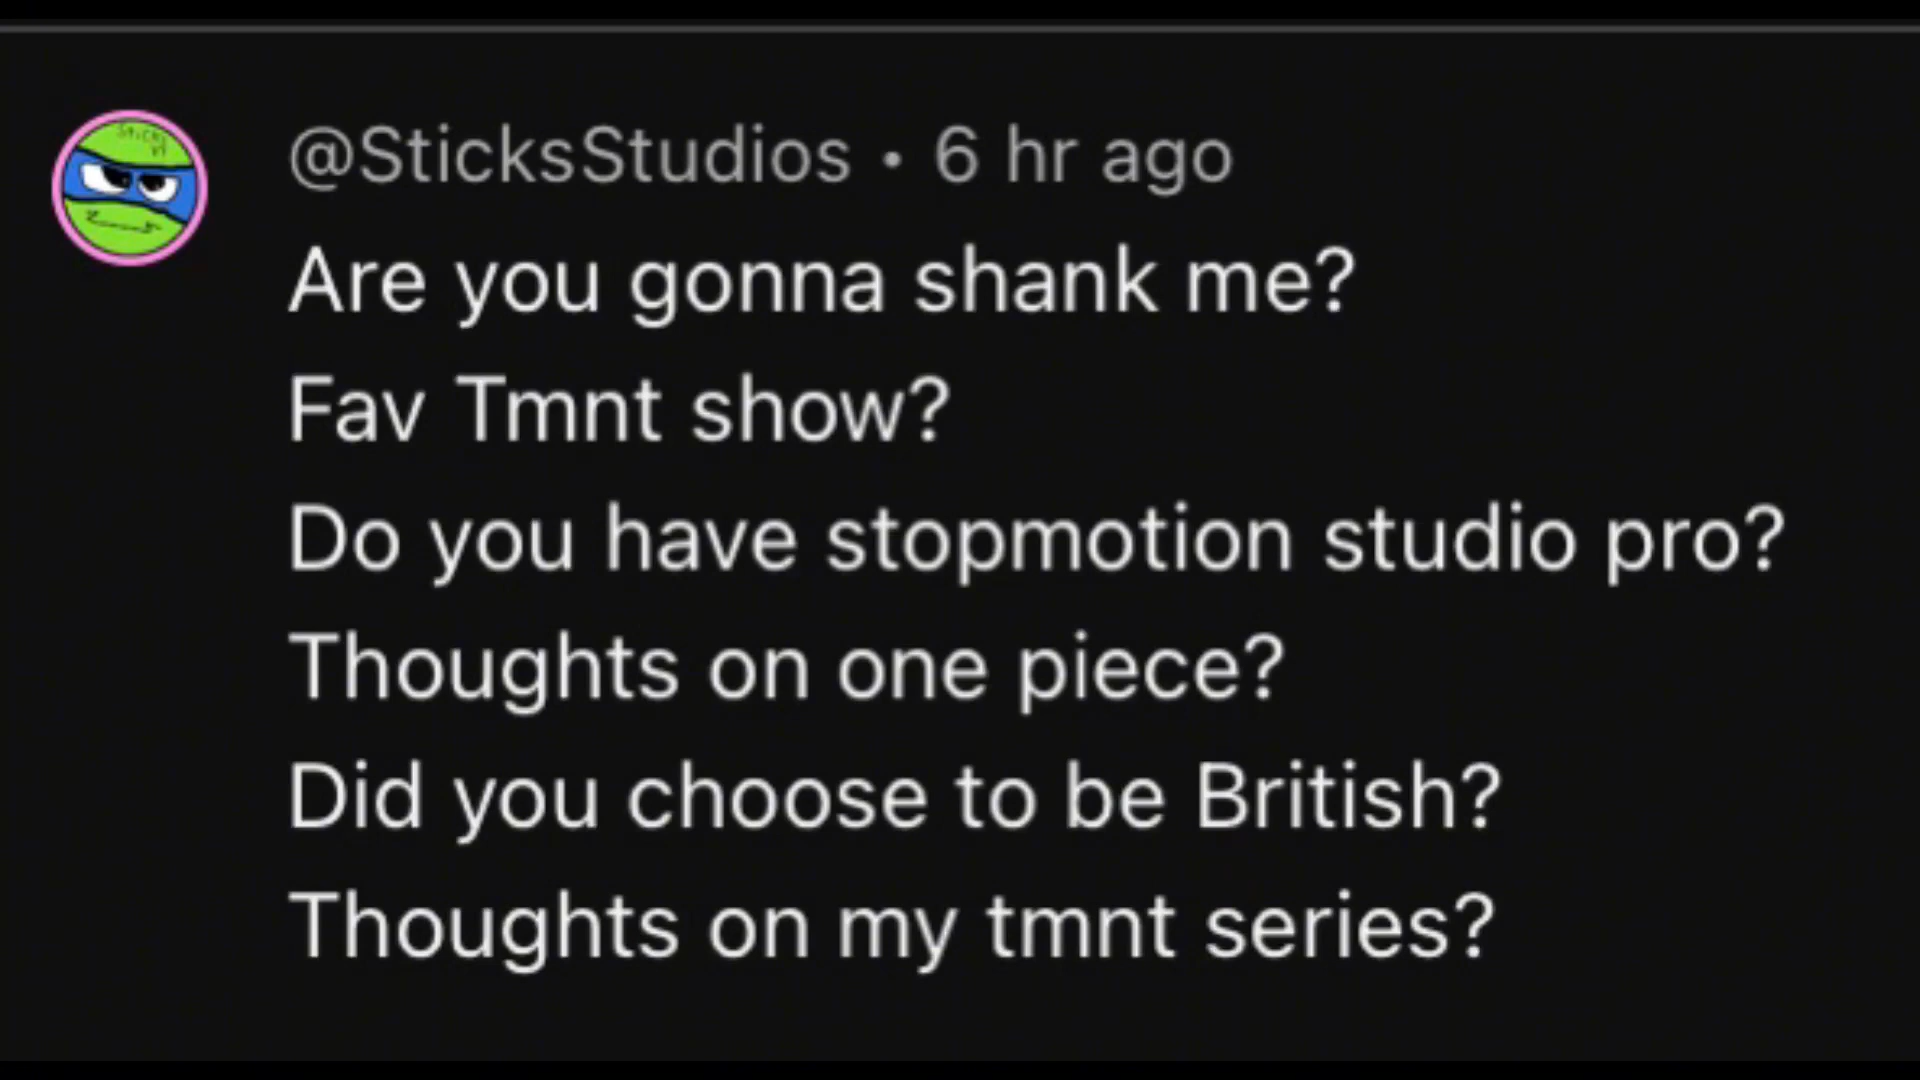 @SticksStudios • 6 hr ago
Are you gonna shank me?
Fav Tmnt show?
Do you have stopmotion studio pro?
Thoughts on one piece?
Did you choose to be British?
Thoughts on my tmnt series?